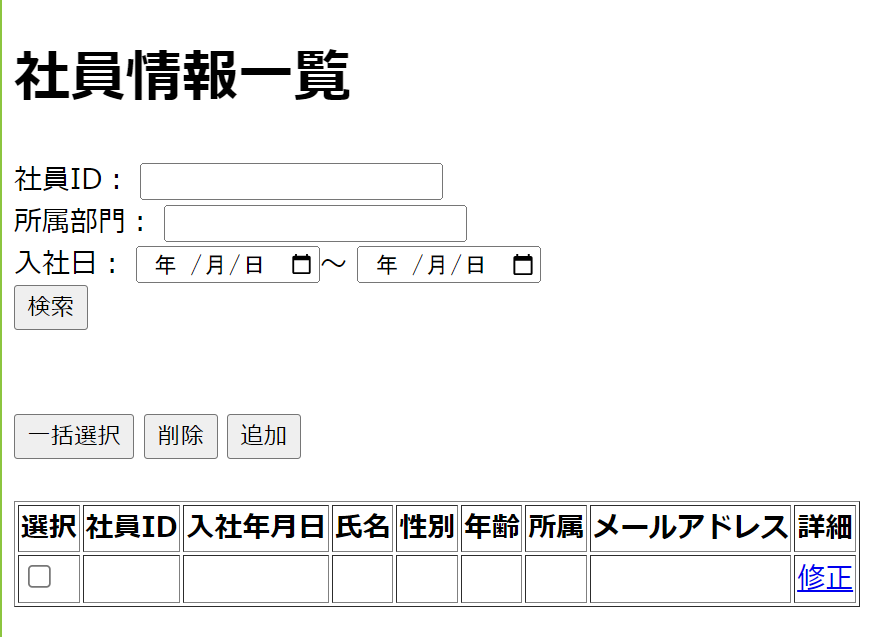 社員情報一覧
社員ID：
所属部門：
入社日： 年 /月/日 ～ 年 /月/日
検索
一括選択 削除 追加
選択 社員ID 入社年月日 氏名 性別 年齢 所属 メールアドレス 詳細
修正